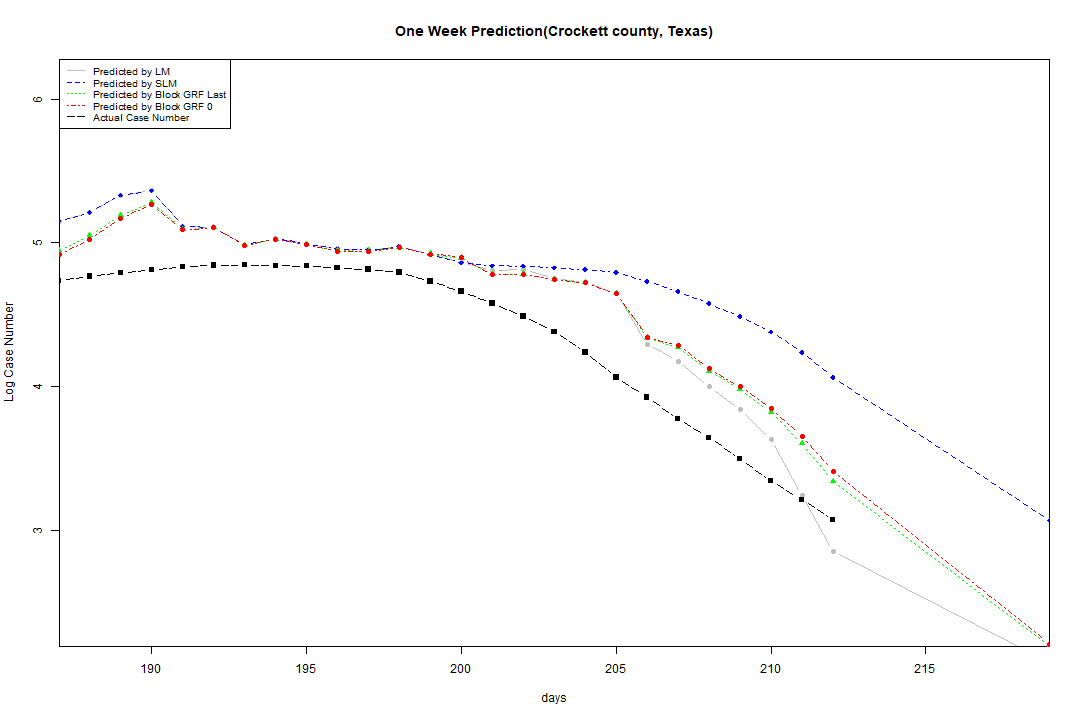 One Week Prediction(Crockett county, Texas)
Predicted by LM
Predicted by SLM
Predicted by Block GRF Last
Predicted by Block GRF 0
Actual Case Number
6
5
4
3
Log Case Number
190 195 200 205 210 215
days